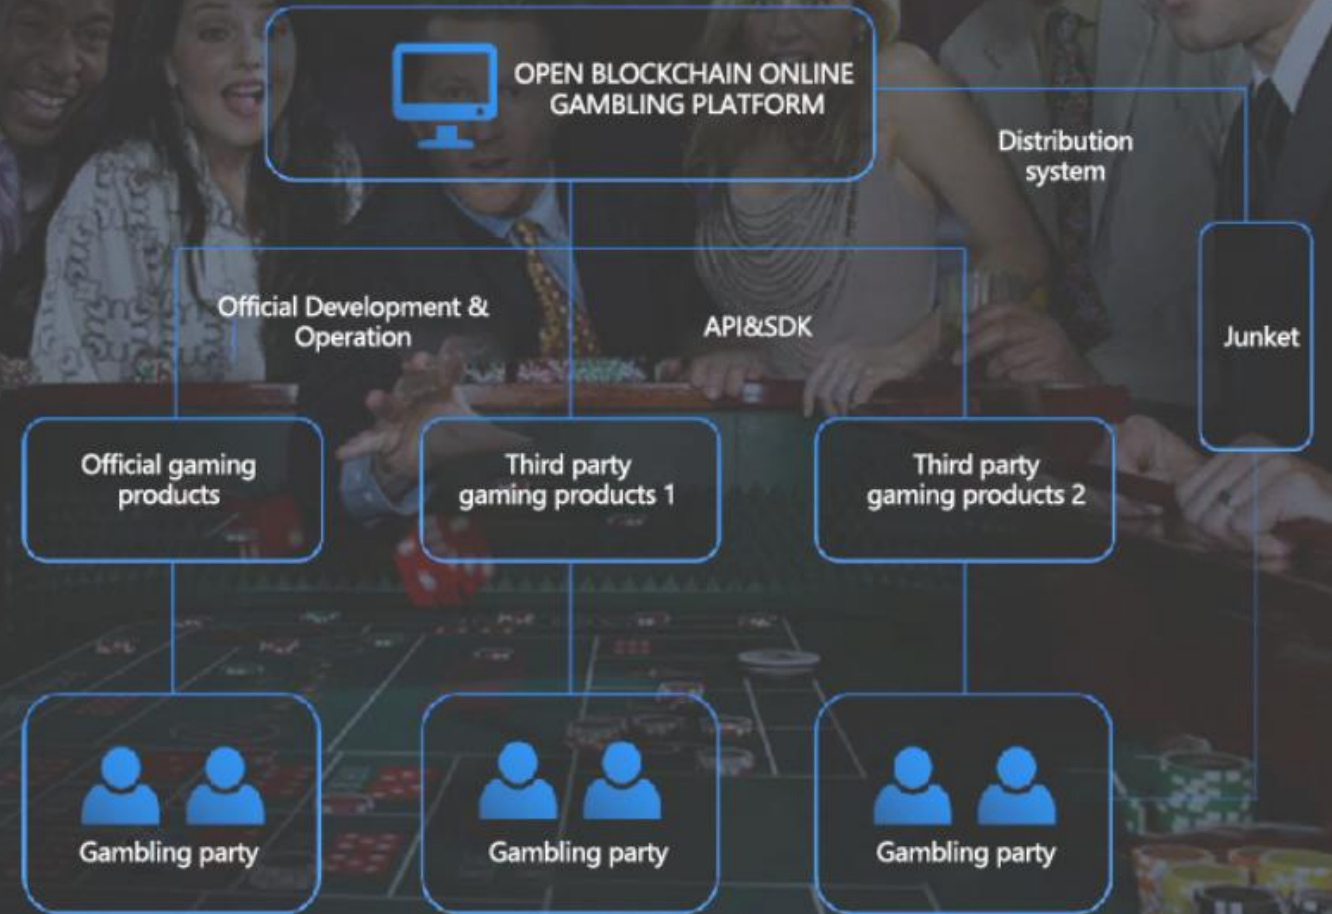 OPEN BLOCKCHAIN ONLINE
GAMBLING PLATFORM
Distribution
system
Official Development &
Operation
API&SDK
Junket
Official gaming
products
Third party
gaming products 1
Third party
gaming products 2
Gambling party
Gambling party
Gambling party